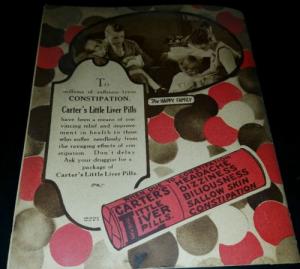 The HAPPY FAMILY
To
millions of sufferers from
CONSTIPATION,
Carter's Little Liver Pills
have been a means of con-
vincing relief and improve-
ment in health to those
who suffer needlessly from
the ravaging effects of con-
stipation. Don't delay
Ask your druggist for a
package of
Carter's Little Liver Pills.
CARTER'S
LITTLE
LIVER
PILLS.
HEADACHE
DIZZINESS
BILIOUSNESS
SALLOW SKIN
CONSTIPATION